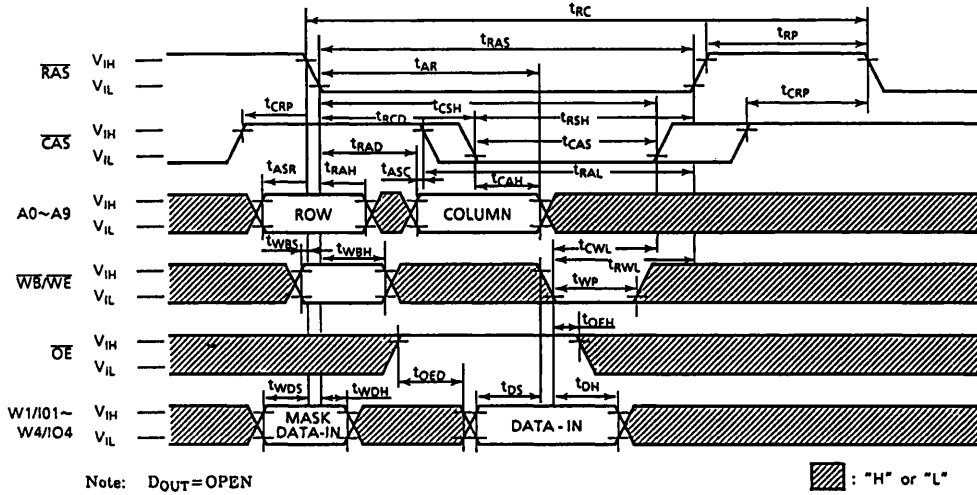 tRC
tRAS tRP
RAS VIH
VIL
tAR
tCRP tCSH tCRP
tRCD tRSH
CAS VIH
VIL
tRAD tCAS
tASR tRAH tASC tRAL
tCAH
A0~A9 VIH
VIL
ROW COLUMN
tWBS tWBH tCWL
tRWL
WB/WE VIH
VIL
tWP
tOEH
OE VIH
VIL
tOED
tWDS tWDH tDS tDH
W1/IO1~
W4/IO4
VIH
VIL
MASK
DATA-IN
DATA - IN
Note: DOUT=OPEN
: "H" or "L"